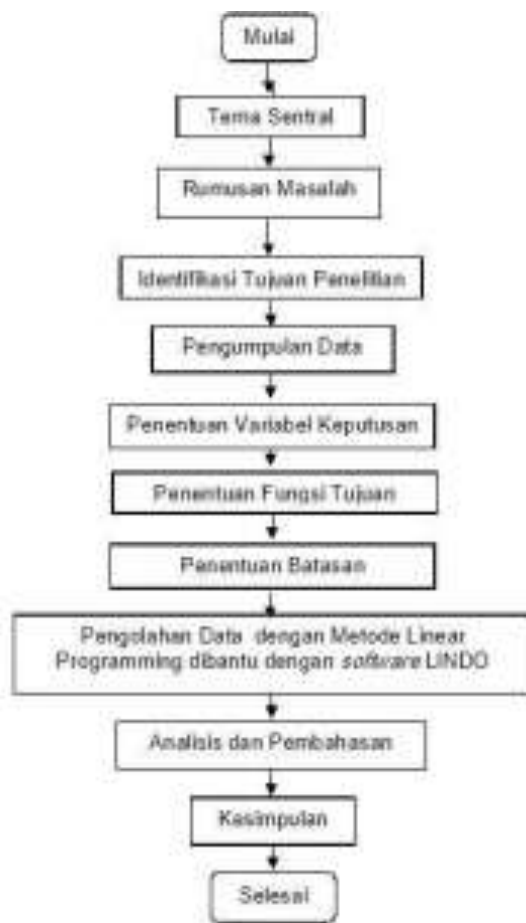 Mulai
Tema Sentral
Rumusan Masalah
Identifikasi Tujuan Penelitian
Pengumpulan Data
Penentuan Variabel Keputusan
Penentuan Fungsi Tujuan
Penentuan Batasan
Pengolahan Data dengan Metode Linear
Programming dibantu dengan software LINDO
Analisis dan Pembahasan
Kesimpulan
Selesai